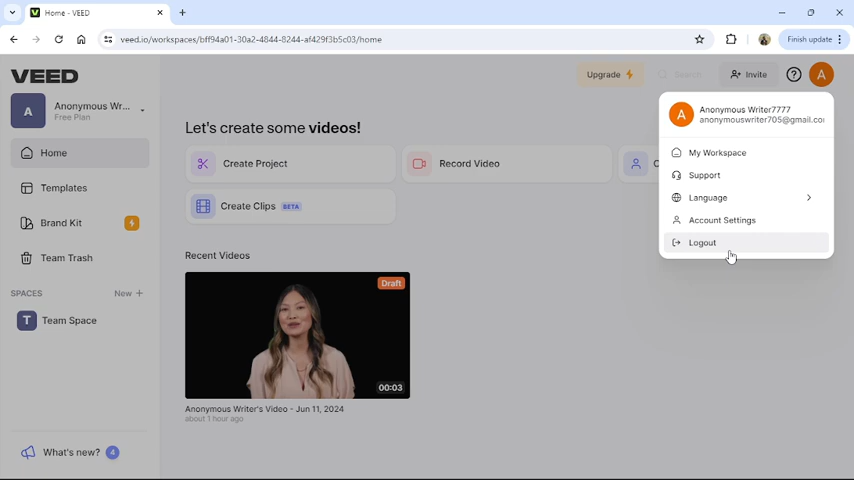 Home - VEED
veed.io/workspaces/bff94a01-30a2-4844-8244-af429f3b5c03/home
Finish update
VEED
Upgrade
Search
Invite
A
A
Anonymous Wr...
Free Plan
Home
Templates
Brand Kit
Team Trash
SPACES
New +
T
Team Space
What's new?
4
Let's create some videos!
Create Project
Record Video
C
Create Clips
BETA
Recent Videos
Draft
00:03
Anonymous Writer's Video - Jun 11, 2024
about 1 hour ago
A
Anonymous Writer7777
anonymouswriter705@gmail.co
My Workspace
Support
Language
Account Settings
Logout